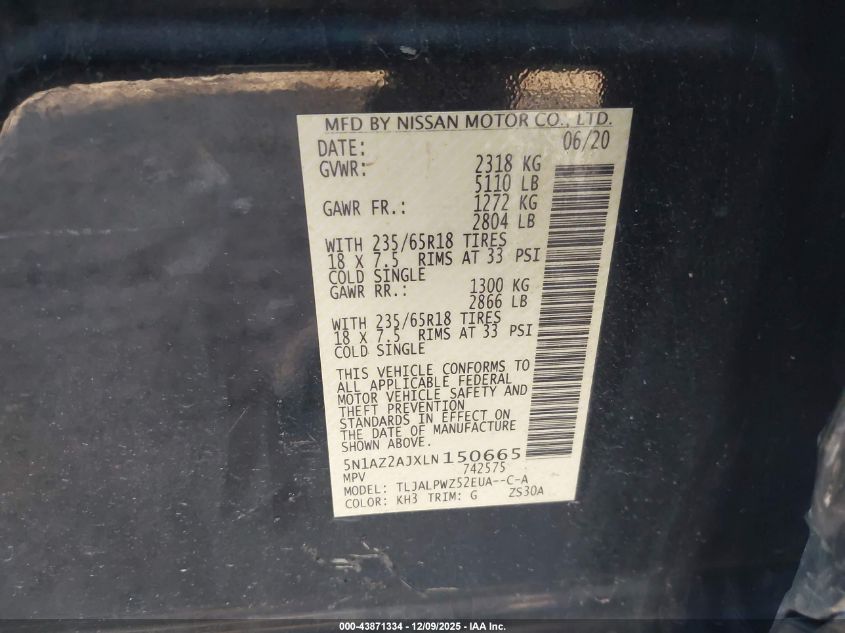 MFD BY NISSAN MOTOR CO., LTD.
DATE: 06/20
GVWR: 2318 KG
5110 LB
GAWR FR.: 1272 KG
2804 LB
WITH 235/65R18 TIRES
18 X 7.5 RIMS AT 33 PSI
COLD SINGLE
GAWR RR.: 1300 KG
2866 LB
WITH 235/65R18 TIRES
18 X 7.5 RIMS AT 33 PSI
COLD SINGLE
THIS VEHICLE CONFORMS TO
ALL APPLICABLE FEDERAL
MOTOR VEHICLE SAFETY AND
THEFT PREVENTION
STANDARDS IN EFFECT ON
THE DATE OF MANUFACTURE
SHOWN ABOVE.
5N1AZ2AJXLN150665
MPV 742575
MODEL: TLJALPWZ52EUA--C-A
COLOR: KH3 TRIM: G ZS30A
000-43871334 | 12/09/2025 - IAA Inc.